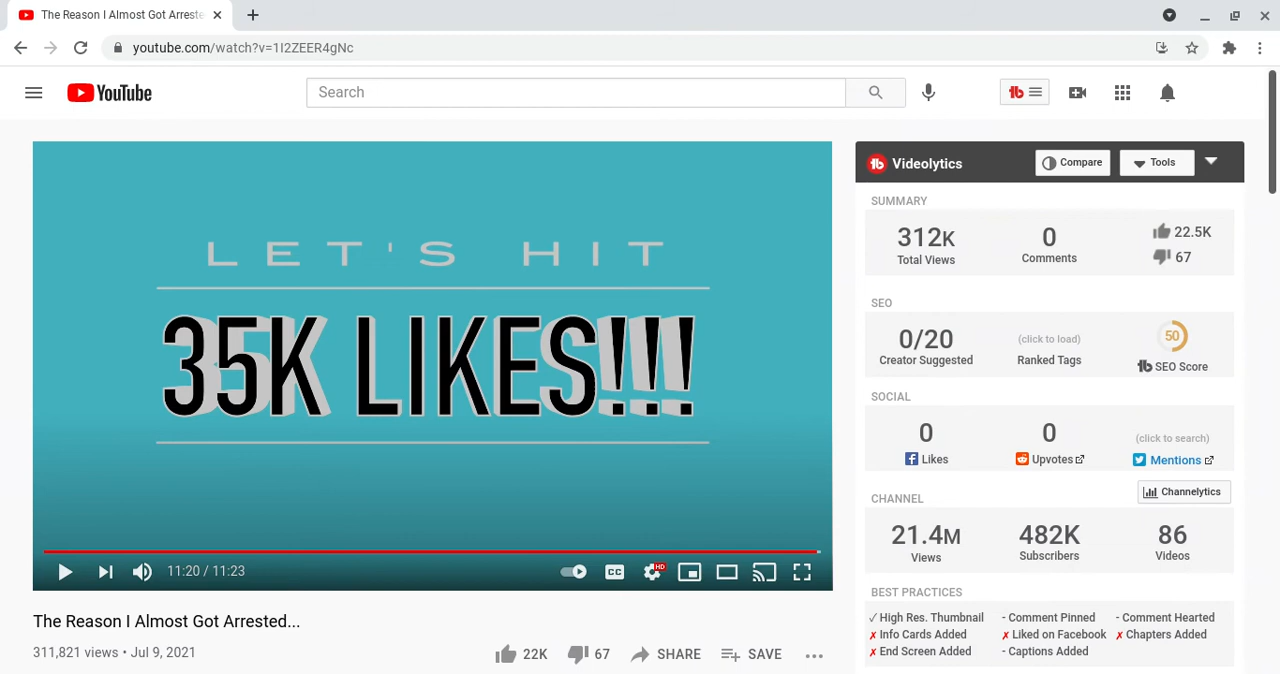 The Reason I Almost Got Arreste
youtube.com/watch?v=1I2ZEER4gNc
YouTube
Search
LET'S HIT
35K LIKES!!!
11:20 / 11:23
CC
HD
The Reason I Almost Got Arrested...
311,821 views • Jul 9, 2021
22K
67
SHARE
SAVE
Videolytics
Compare
Tools
SUMMARY
312K
Total Views
0
Comments
22.5K
67
SEO
0/20
Creator Suggested
(click to load)
Ranked Tags
50
SEO Score
SOCIAL
0
Likes
0
Upvotes
(click to search)
Mentions
CHANNEL
Channelytics
21.4M
Views
482K
Subscribers
86
Videos
BEST PRACTICES
✓ High Res. Thumbnail
- Comment Pinned
- Comment Hearted
✗ Info Cards Added
✗ Liked on Facebook
✗ Chapters Added
✗ End Screen Added
- Captions Added